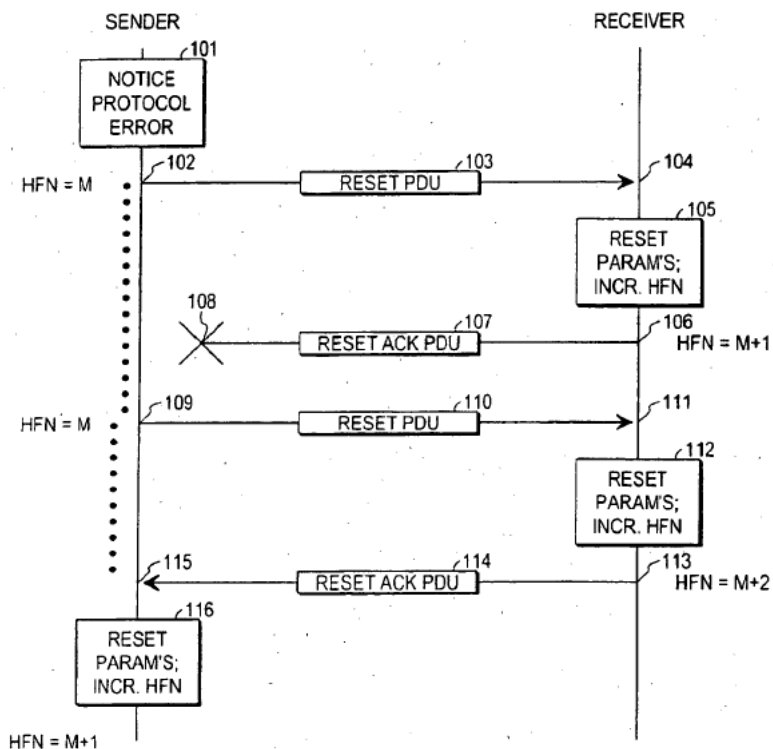 SENDER
RECEIVER
101
NOTICE
PROTOCOL
ERROR
102
103
104
HFN = M
RESET PDU
105
RESET
PARAM'S;
INCR. HFN
108
107
106
RESET ACK PDU
HFN = M+1
109
110
111
HFN = M
RESET PDU
112
RESET
PARAM'S;
INCR. HFN
115
114
113
RESET ACK PDU
HFN = M+2
116
RESET
PARAM'S;
INCR. HFN
HFN = M+1